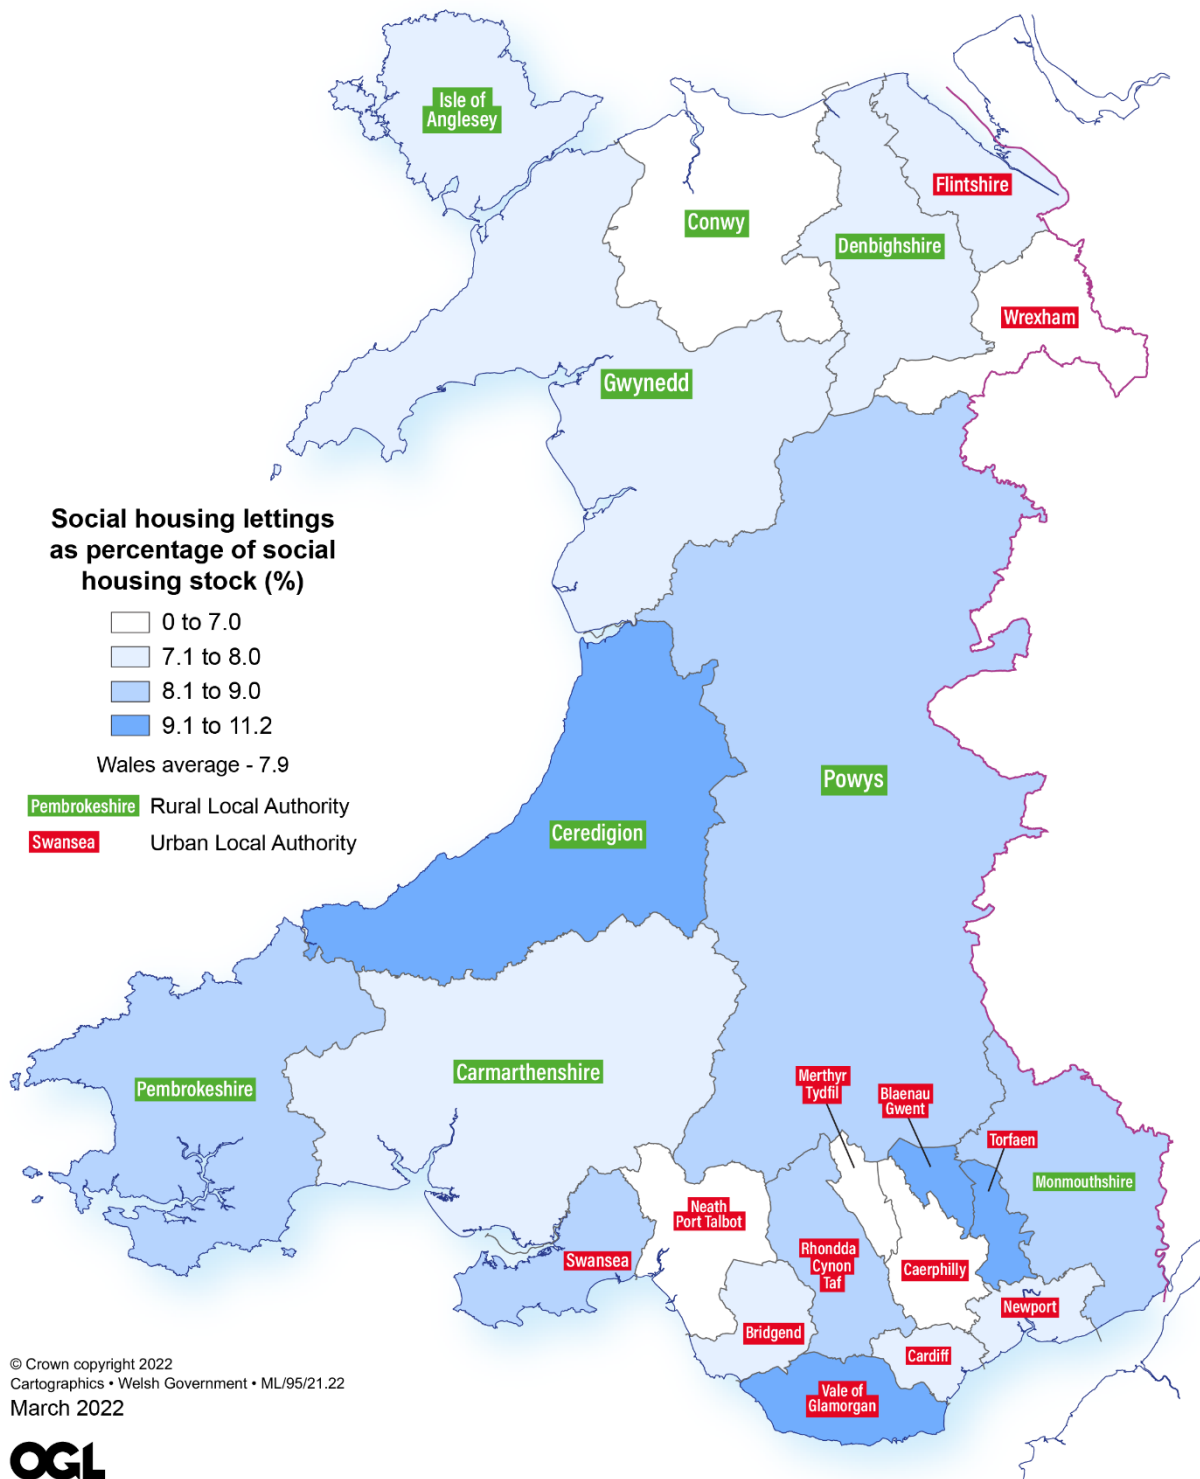 Isle of
Anglesey
Flintshire
Conwy
Denbighshire
Wrexham
Gwynedd
Social housing lettings
as percentage of social
housing stock (%)
0 to 7.0
7.1 to 8.0
8.1 to 9.0
9.1 to 11.2
Wales average - 7.9
Pembrokeshire Rural Local Authority
Swansea Urban Local Authority
Powys
Ceredigion
Carmarthenshire
Pembrokeshire
Merthyr
Tydfil
Blaenau
Gwent
Torfaen
Monmouthshire
Neath
Port Talbot
Swansea
Rhondda
Cynon
Taf
Caerphilly
Newport
Bridgend
Cardiff
Vale of
Glamorgan
© Crown copyright 2022
Cartographics • Welsh Government • ML/95/21.22
March 2022
OGL